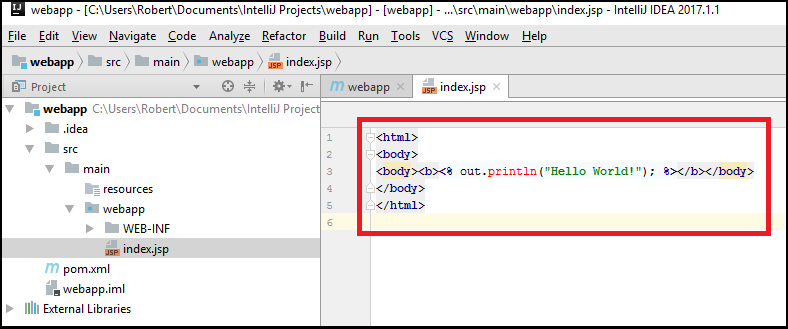 webapp - [C:\Users\Robert\Documents\IntelliJ Projects\webapp] - [webapp] - ...\src\main\webapp\index.jsp - IntelliJ IDEA 2017.1.1
File Edit View Navigate Code Analyze Refactor Build Run Tools VCS Window Help
webapp src main webapp index.jsp
Project
webapp index.jsp
webapp C:\Users\Robert\Documents\IntelliJ Project
.idea
src
main
resources
webapp
WEB-INF
index.jsp
pom.xml
webapp.iml
External Libraries
1 <html>
2 <body>
3 <body><b><% out.println("Hello World!"); %></b></body>
4 </body>
5 </html>
6